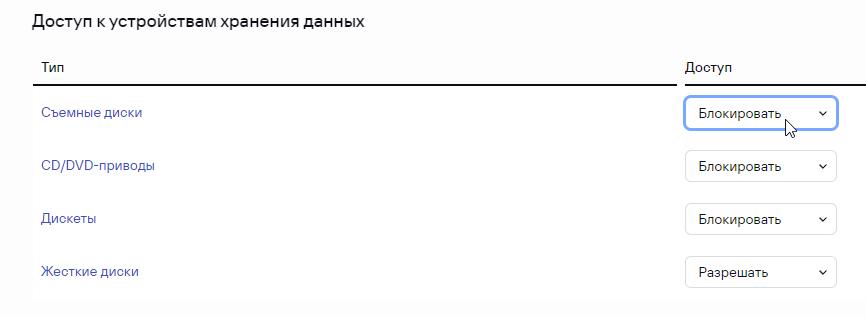 Доступ к устройствам хранения данных
Тип Доступ
Съемные диски Блокировать
CD/DVD-приводы Блокировать
Дискеты Блокировать
Жесткие диски Разрешать